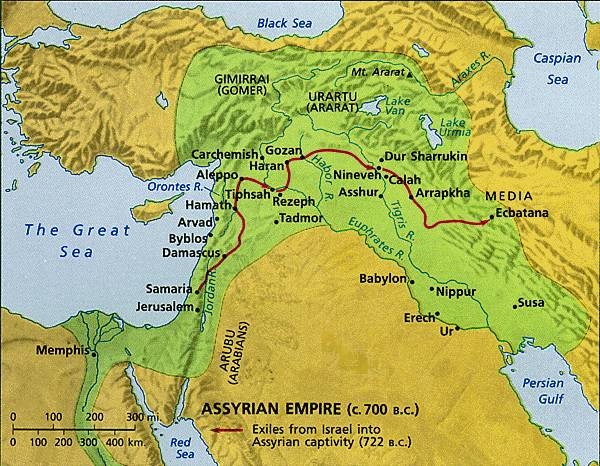 Black Sea
Caspian
Sea
GIMIRRAI
(GOMER)
Mt. Ararat
Araxes R.
URARTU
(ARARAT)
Lake
Van
Lake
Urmia
Carchemish
Gozan
Haran
Dur Sharrukin
Aleppo
Habor R.
Nineveh
Calah
Orontes R.
Tiphsah
Rezeph
Asshur
Arrapkha
MEDIA
Hamath
Ecbatana
Arvad
Tadmor
Tigris R.
The Great
Sea
Byblos
Euphrates R.
Damascus
Babylon
Samaria
Nippur
Jordan R.
Susa
Jerusalem
Erech
Ur
Memphis
ARUBU
(ARABIANS)
Persian
Gulf
ASSYRIAN EMPIRE (c. 700 B.C.)
0 100 200 300 mi.
0 100 200 300 400 km.
Exiles from Israel into
Assyrian captivity (722 B.C.)
Red
Sea